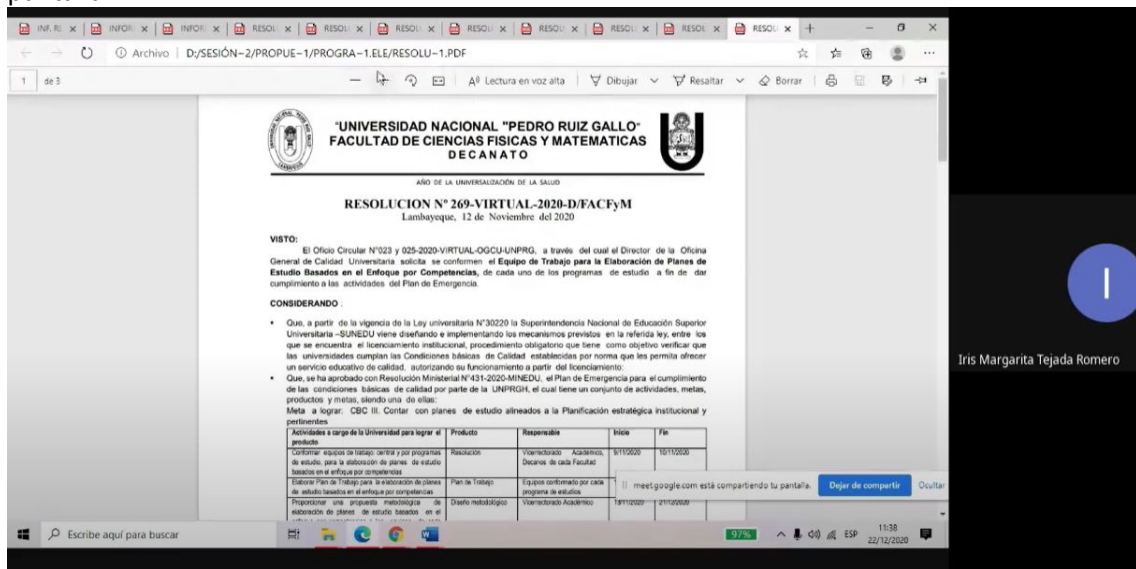 INF. RI
INFOR
INFOR
RESOLU
RESOLU
RESOLU
RESOLU
RESOLU
RESOLU
RESOLU
Archivo | D:/SESIÓN~2/PROPUE~1/PROGRA~1.ELE/RESOLU~1.PDF
1 de 3
Lectura en voz alta
Dibujar
Resaltar
Borrar
"UNIVERSIDAD NACIONAL "PEDRO RUIZ GALLO"
FACULTAD DE CIENCIAS FISICAS Y MATEMATICAS
D E C A N A T O
AÑO DE LA UNIVERSALIZACIÓN DE LA SALUD
RESOLUCION N° 269-VIRTUAL-2020-D/FACFyM
Lambayeque, 12 de Noviembre del 2020
VISTO:
El Oficio Circular N°023 y 025-2020-VIRTUAL-OGCU-UNPRG, a través del cual el Director de la Oficina
General de Calidad Universitaria solicita se conformen el Equipo de Trabajo para la Elaboración de Planes de
Estudio Basados en el Enfoque por Competencias, de cada uno de los programas de estudio a fin de dar
cumplimiento a las actividades del Plan de Emergencia.
CONSIDERANDO :
• Que, a partir de la vigencia de la Ley universitaria N°30220 la Superintendencia Nacional de Educación Superior
Universitaria –SUNEDU viene diseñando e implementando los mecanismos previstos en la referida ley, entre los
que se encuentra el licenciamiento institucional, procedimiento obligatorio que tiene como objetivo verificar que
las universidades cumplan las Condiciones básicas de Calidad establecidas por norma que les permita ofrecer
un servicio educativo de calidad, autorizando su funcionamiento a partir del licenciamiento:
• Que, se ha aprobado con Resolución Ministerial N°431-2020-MINEDU, el Plan de Emergencia para el cumplimiento
de las condiciones básicas de calidad por parte de la UNPRGH, el cual tiene un conjunto de actividades, metas,
productos y metas, siendo una de ellas:
Meta a lograr: CBC III. Contar con planes de estudio alineados a la Planificación estratégica institucional y
pertinentes
Actividades a cargo de la Universidad para lograr el producto
Producto
Responsable
Inicio
Fin
Conformar equipos de trabajo: central y por programas
de estudio, para la elaboración de planes de estudio
basados en el enfoque por competencias
Resolución
Vicerrectorado Académico,
Decanos de cada Facultad
9/11/2020
10/11/2020
Elaborar Plan de Trabajo para la elaboración de planes
de estudio basados en el enfoque por competencias
Plan de Trabajo
Equipos conformado por cada
programa de estudios
Proporcionar una propuesta metodológica de
elaboración de planes de estudio basados en el
Diseño metodológico
Vicerrectorado Académico
13/11/2020
21/11/2020
meet.google.com está compartiendo tu pantalla.
Dejar de compartir
Ocultar
I
Iris Margarita Tejada Romero
Escribe aquí para buscar
97%
ESP
11:38
22/12/2020